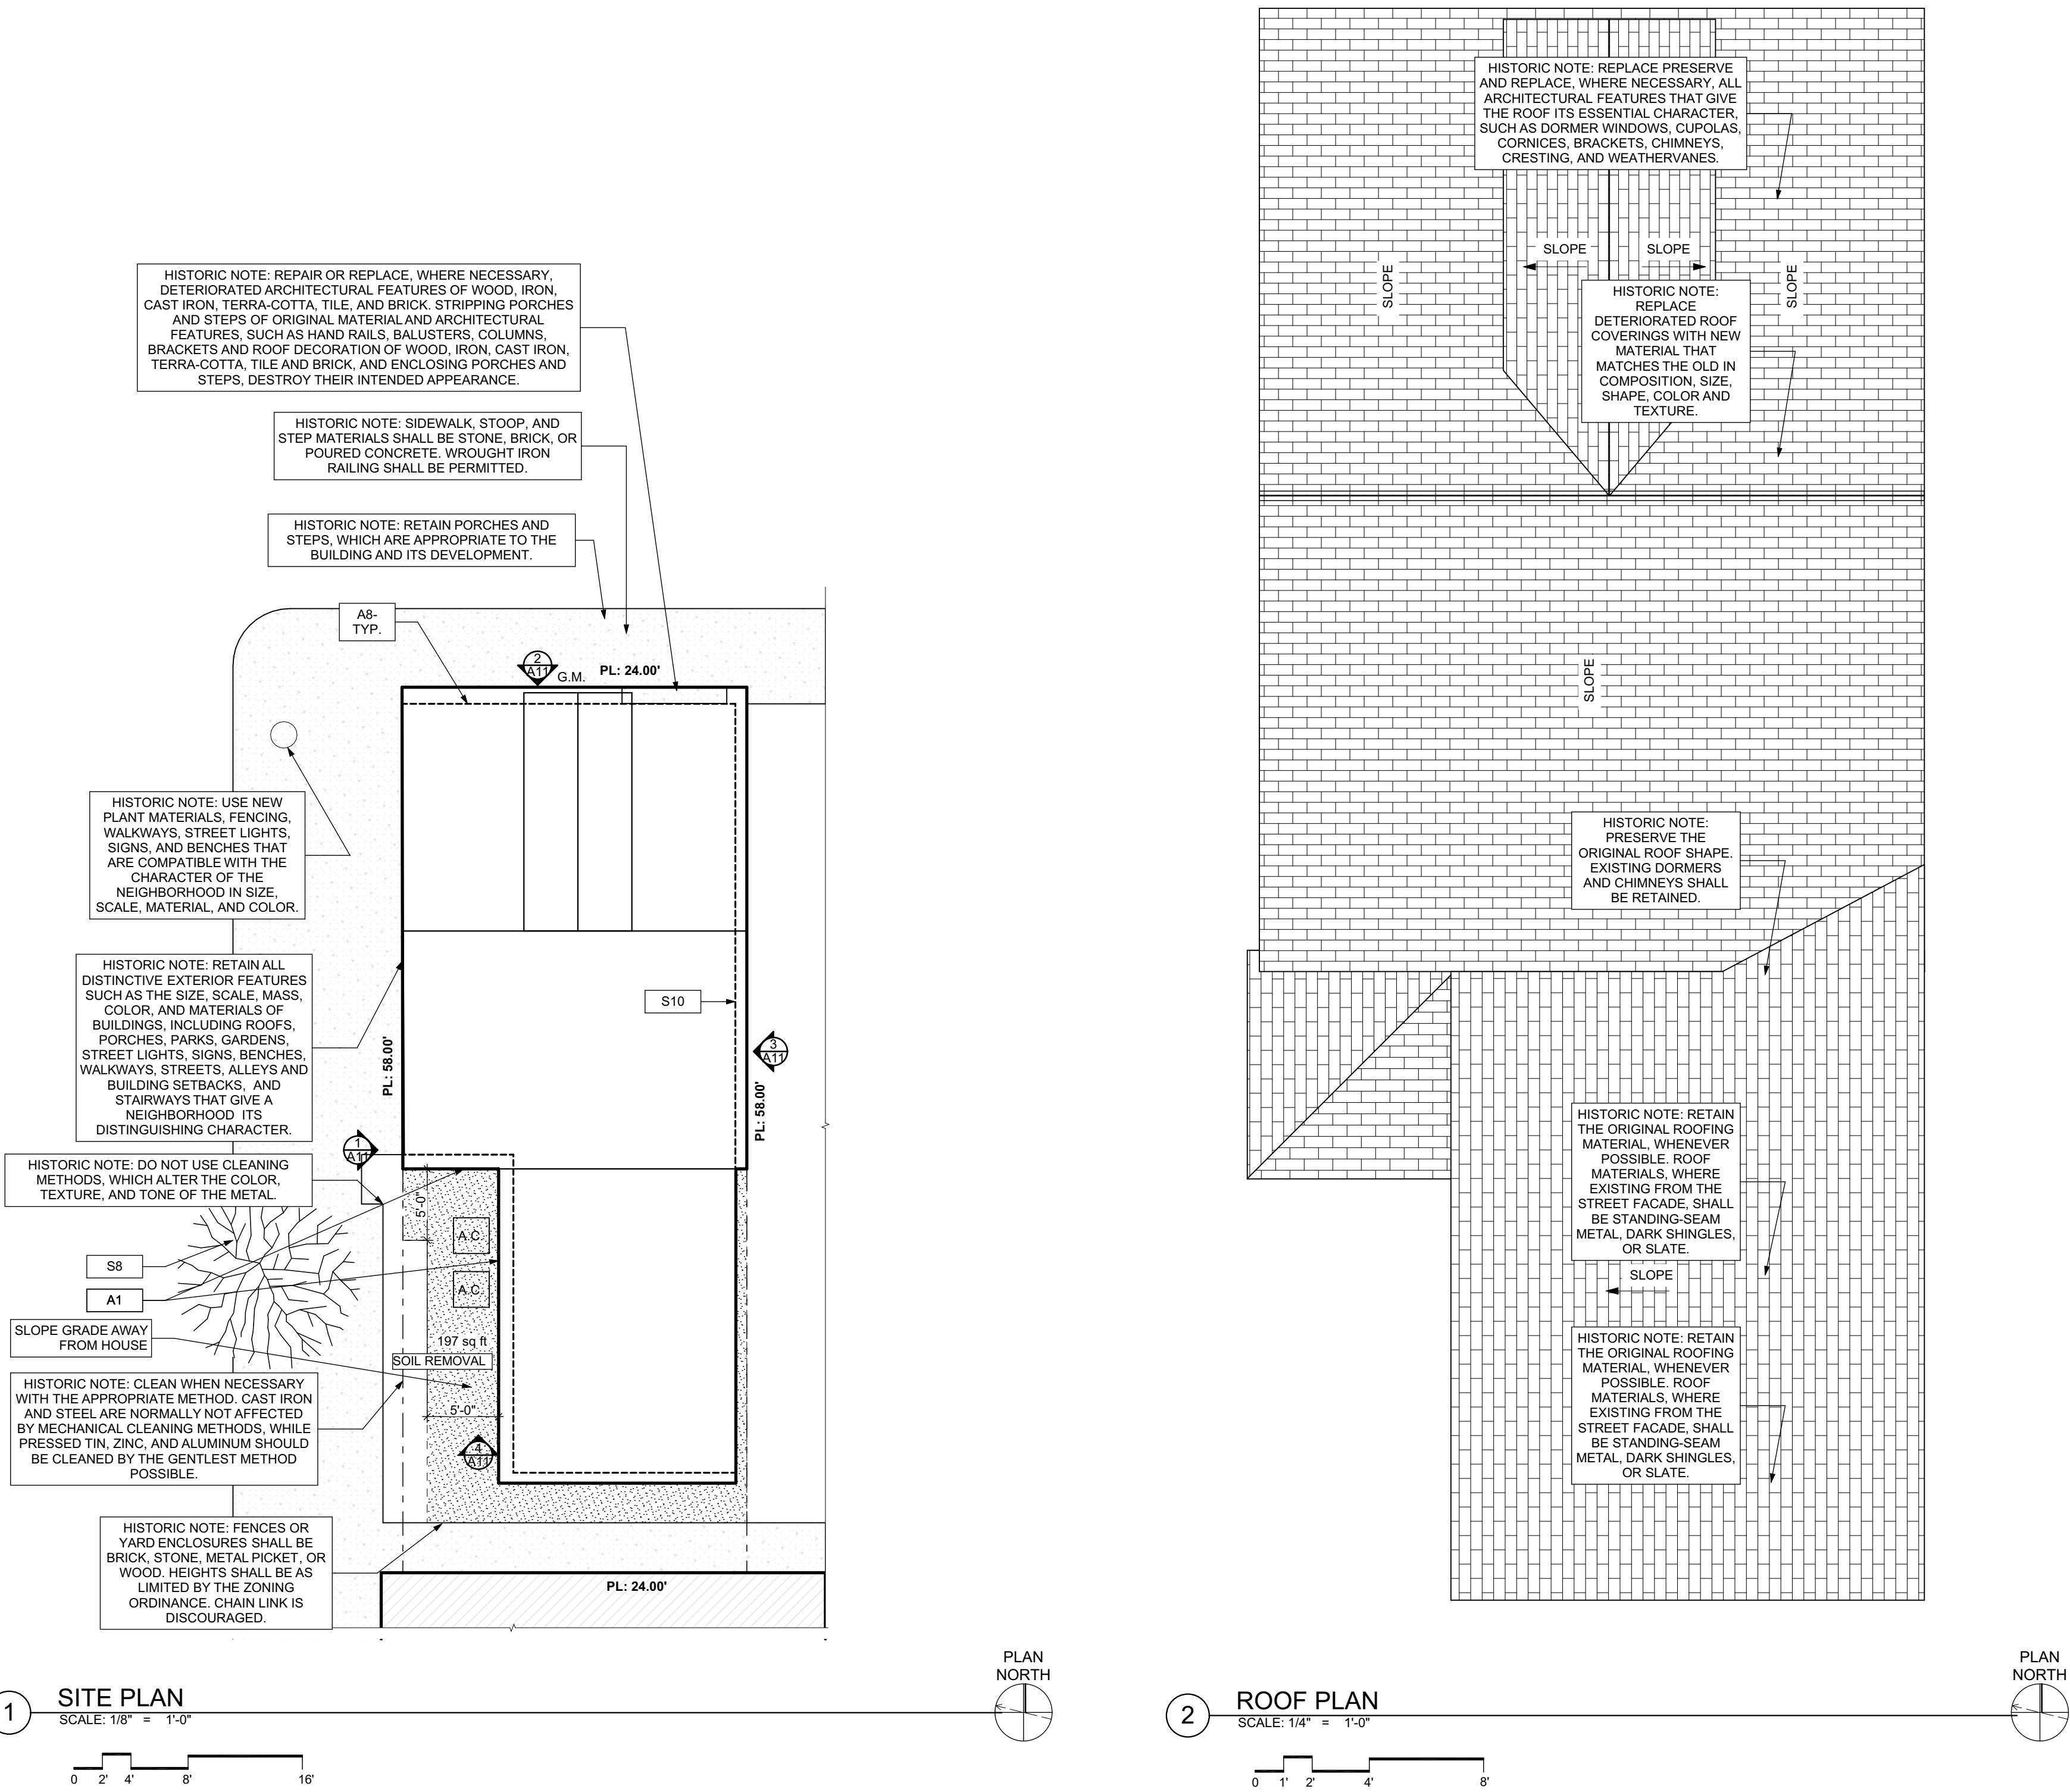 HISTORIC NOTE: REPAIR OR REPLACE, WHERE NECESSARY,
DETERIORATED ARCHITECTURAL FEATURES OF WOOD, IRON,
CAST IRON, TERRA-COTTA, TILE, AND BRICK. STRIPPING PORCHES
AND STEPS OF ORIGINAL MATERIAL AND ARCHITECTURAL
FEATURES, SUCH AS HAND RAILS, BALUSTERS, COLUMNS,
BRACKETS AND ROOF DECORATION OF WOOD, IRON, CAST IRON,
TERRA-COTTA, TILE AND BRICK, AND ENCLOSING PORCHES AND
STEPS, DESTROY THEIR INTENDED APPEARANCE.
HISTORIC NOTE: SIDEWALK, STOOP, AND
STEP MATERIALS SHALL BE STONE, BRICK, OR
POURED CONCRETE. WROUGHT IRON
RAILING SHALL BE PERMITTED.
HISTORIC NOTE: RETAIN PORCHES AND
STEPS, WHICH ARE APPROPRIATE TO THE
BUILDING AND ITS DEVELOPMENT.
A8-
TYP.
2
A11
G.M.
PL: 24.00'
HISTORIC NOTE: USE NEW
PLANT MATERIALS, FENCING,
WALKWAYS, STREET LIGHTS,
SIGNS, AND BENCHES THAT
ARE COMPATIBLE WITH THE
CHARACTER OF THE
NEIGHBORHOOD IN SIZE,
SCALE, MATERIAL, AND COLOR.
HISTORIC NOTE: RETAIN ALL
DISTINCTIVE EXTERIOR FEATURES
SUCH AS THE SIZE, SCALE, MASS,
COLOR, AND MATERIALS OF
BUILDINGS, INCLUDING ROOFS,
PORCHES, PARKS, GARDENS,
STREET LIGHTS, SIGNS, BENCHES,
WALKWAYS, STREETS, ALLEYS AND
BUILDING SETBACKS, AND
STAIRWAYS THAT GIVE A
NEIGHBORHOOD ITS
DISTINGUISHING CHARACTER.
S10
PL: 58.00'
3
A11
PL: 58.00'
1
A11
HISTORIC NOTE: DO NOT USE CLEANING
METHODS, WHICH ALTER THE COLOR,
TEXTURE, AND TONE OF THE METAL.
5'-0"
A.C.
A.C.
S8
A1
SLOPE GRADE AWAY
FROM HOUSE
197 sq ft
SOIL REMOVAL
5'-0"
4
A11
HISTORIC NOTE: CLEAN WHEN NECESSARY
WITH THE APPROPRIATE METHOD. CAST IRON
AND STEEL ARE NORMALLY NOT AFFECTED
BY MECHANICAL CLEANING METHODS, WHILE
PRESSED TIN, ZINC, AND ALUMINUM SHOULD
BE CLEANED BY THE GENTLEST METHOD
POSSIBLE.
HISTORIC NOTE: FENCES OR
YARD ENCLOSURES SHALL BE
BRICK, STONE, METAL PICKET, OR
WOOD. HEIGHTS SHALL BE AS
LIMITED BY THE ZONING
ORDINANCE. CHAIN LINK IS
DISCOURAGED.
PL: 24.00'
PLAN
NORTH
1
SITE PLAN
SCALE: 1/8" = 1'-0"
0 2' 4' 8' 16'
HISTORIC NOTE: REPLACE PRESERVE
AND REPLACE, WHERE NECESSARY, ALL
ARCHITECTURAL FEATURES THAT GIVE
THE ROOF ITS ESSENTIAL CHARACTER,
SUCH AS DORMER WINDOWS, CUPOLAS,
CORNICES, BRACKETS, CHIMNEYS,
CRESTING, AND WEATHERVANES.
SLOPE
SLOPE
SLOPE
SLOPE
HISTORIC NOTE:
REPLACE
DETERIORATED ROOF
COVERINGS WITH NEW
MATERIAL THAT
MATCHES THE OLD IN
COMPOSITION, SIZE,
SHAPE, COLOR AND
TEXTURE.
SLOPE
HISTORIC NOTE:
PRESERVE THE
ORIGINAL ROOF SHAPE.
EXISTING DORMERS
AND CHIMNEYS SHALL
BE RETAINED.
HISTORIC NOTE: RETAIN
THE ORIGINAL ROOFING
MATERIAL, WHENEVER
POSSIBLE. ROOF
MATERIALS, WHERE
EXISTING FROM THE
STREET FACADE, SHALL
BE STANDING-SEAM
METAL, DARK SHINGLES,
OR SLATE.
SLOPE
HISTORIC NOTE: RETAIN
THE ORIGINAL ROOFING
MATERIAL, WHENEVER
POSSIBLE. ROOF
MATERIALS, WHERE
EXISTING FROM THE
STREET FACADE, SHALL
BE STANDING-SEAM
METAL, DARK SHINGLES,
OR SLATE.
PLAN
NORTH
2
ROOF PLAN
SCALE: 1/4" = 1'-0"
0 1' 2' 4' 8'